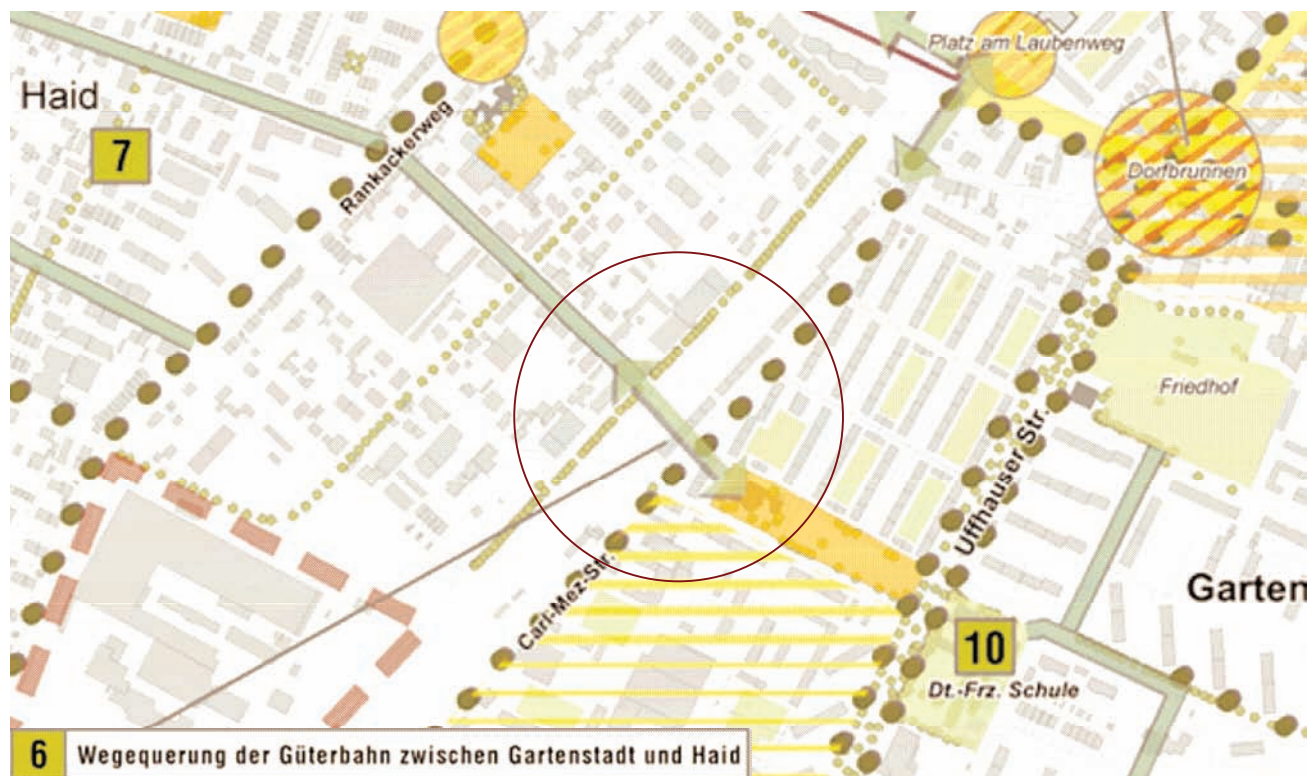 Platz am Laubenweg
Haid
7
Rankackerweg
Dorfbrunnen
Friedhof
Uffhauser Str.
Carl-Mez-Str.
Garten
10
Dt.-Frz. Schule
6 Wegequerung der Güterbahn zwischen Gartenstadt und Haid